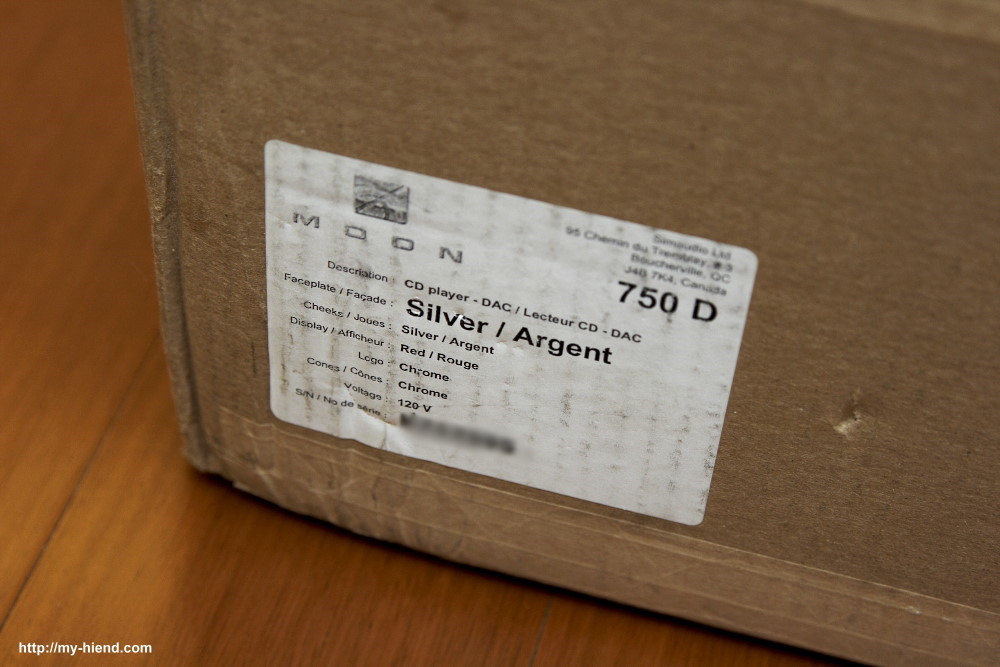 MOON
Simaudio Ltd.
95 Chemin du Tremblay, #3
Boucherville, QC
J4B 7K4, Canada
750 D
Description : CD player - DAC / Lecteur CD - DAC
Faceplate / Façade : Silver / Argent
Cheeks / Joues : Silver / Argent
Display / Afficheur : Red / Rouge
Logo : Chrome
Cones / Cônes : Chrome
Voltage : 120 V
S/N / No de série
http://my-hiend.com